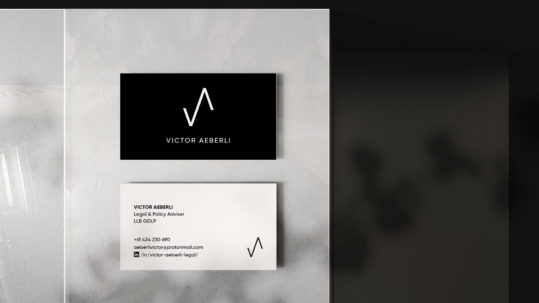 VICTOR AEBERLI
VICTOR AEBERLI
Legal & Policy Adviser
LLB GDLP
+61 434 230 690
aeberlivictor@protonmail.com
in /in/victor-aeberli-legal/